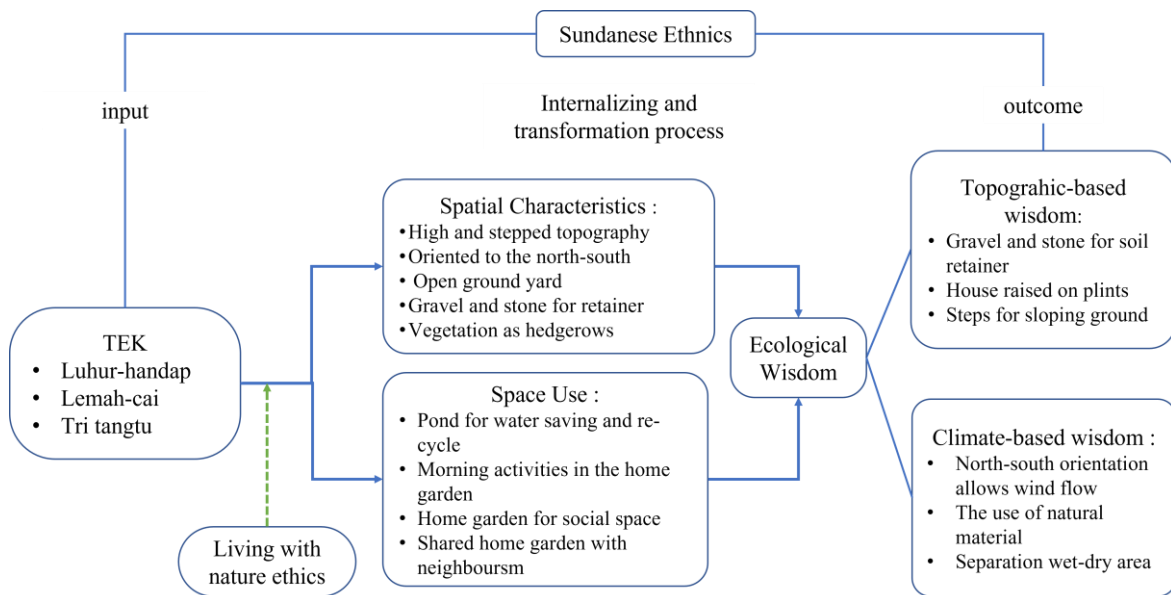 Sundanese Ethnics
input
Internalizing and
transformation process
outcome
TEK
• Luhur-handap
• Lemah-cai
• Tri tangtu
Living with
nature ethics
Spatial Characteristics :
•High and stepped topography
•Oriented to the north-south
• Open ground yard
•Gravel and stone for retainer
•Vegetation as hedgerows
Space Use :
• Pond for water saving and re-
cycle
• Morning activities in the home
garden
• Home garden for social space
• Shared home garden with
neighboursm
Ecological
Wisdom
Topograhic-based
wisdom:
• Gravel and stone for soil
retainer
• House raised on plints
• Steps for sloping ground
Climate-based wisdom :
• North-south orientation
allows wind flow
• The use of natural
material
• Separation wet-dry area